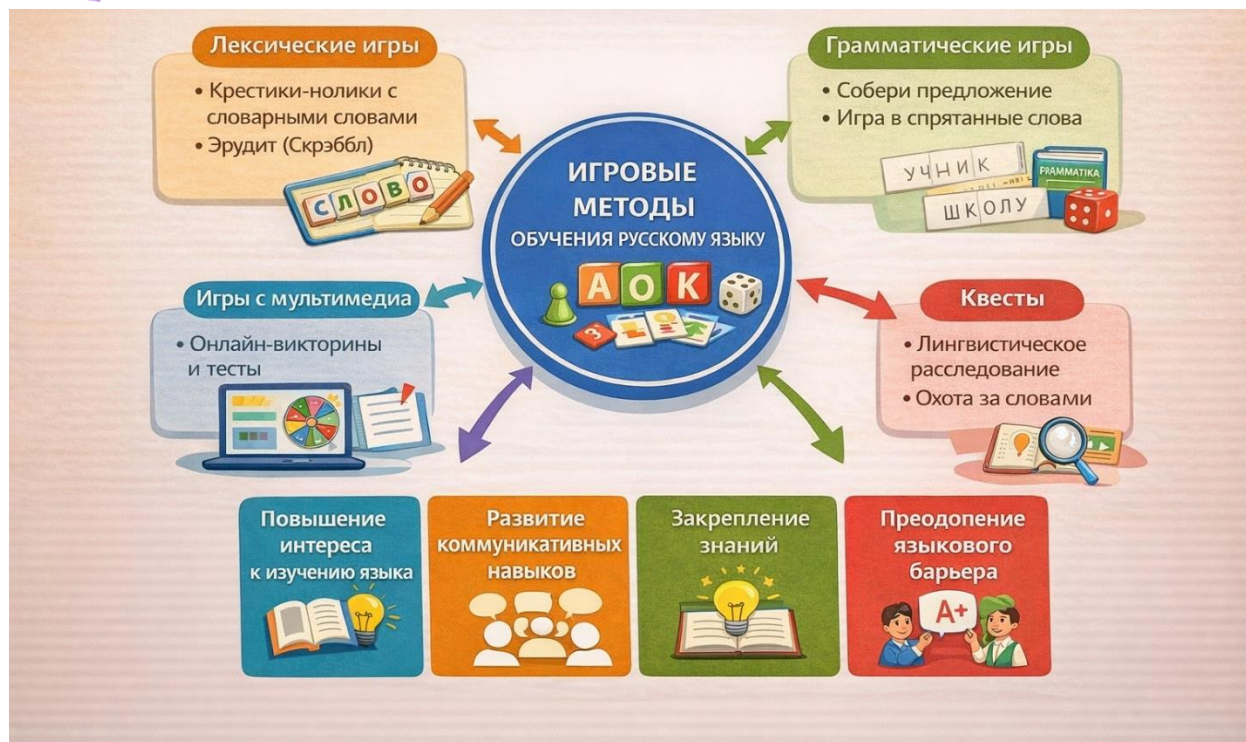 Лексические игры
• Крестики-нолики с
словарными словами
• Эрудит (Скрэббл)
СЛОВО
Грамматические игры
• Собери предложение
• Игра в спрятанные слова
УЧНИК
ШКОЛУ
PRAMMATIKA
ИГРОВЫЕ
МЕТОДЫ
ОБУЧЕНИЯ РУССКОМУ ЯЗЫКУ
АОК
Игры с мультимедиа
• Онлайн-викторины
и тесты
Квесты
• Лингвистическое
расследование
• Охота за словами
Повышение
интереса
к изучению языка
Развитие
коммуникативных
навыков
Закрепление
знаний
Преодопение
языкового
барьера
A+